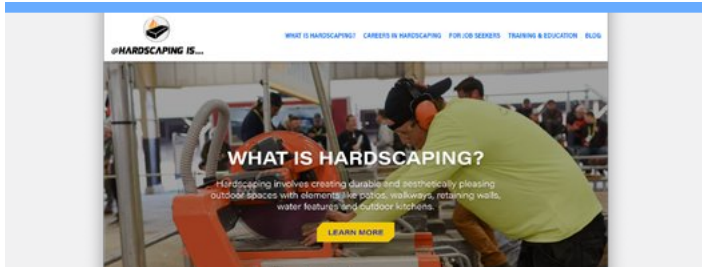 @HARDSCAPING IS....
WHAT IS HARDSCAPING? CAREERS IN HARDSCAPING FOR JOB SEEKERS TRAINING & EDUCATION BLOG
WHAT IS HARDSCAPING?
Hardscaping involves creating durable and aesthetically pleasing
outdoor spaces with elements like patios, walkways, retaining walls,
water features and outdoor kitchens.
LEARN MORE